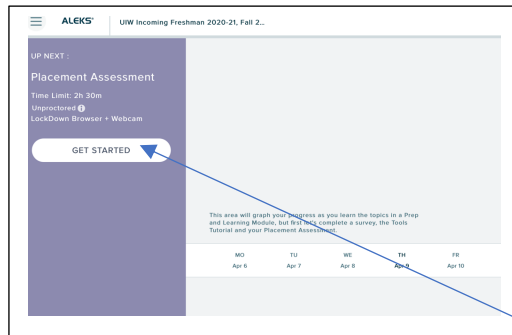 ALEKS® UIW Incoming Freshman 2020-21, Fall 2...
UP NEXT :
Placement Assessment
Time Limit: 2h 30m
Unproctored
LockDown Browser + Webcam
GET STARTED
This area will graph your progress as you learn the topics in a Prep
and Learning Module, but first let's complete a survey, the Tools
Tutorial and your Placement Assessment.
MO TU WE TH FR
Apr 6 Apr 7 Apr 8 Apr 9 Apr 10